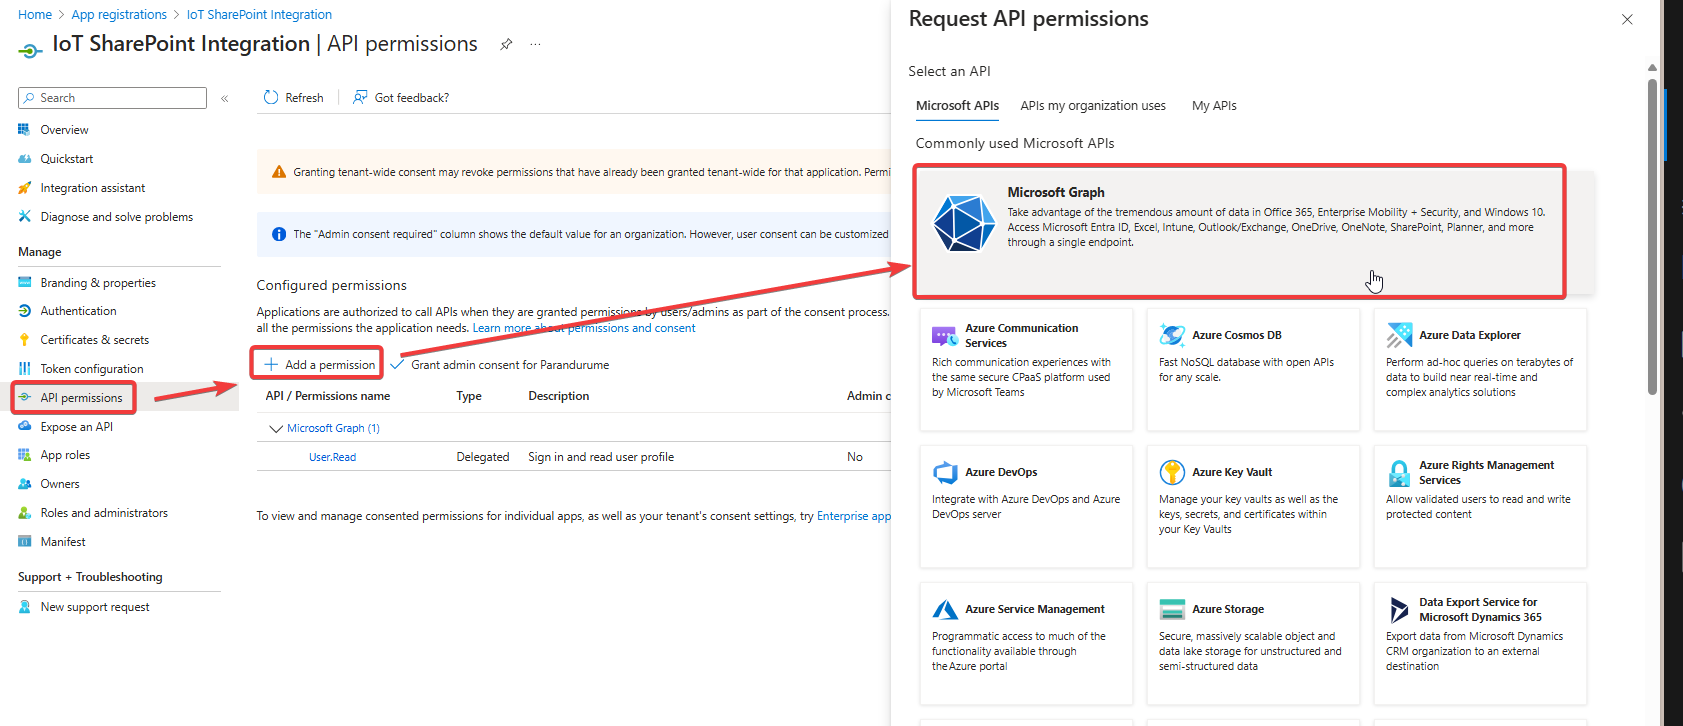 Home > App registrations > IoT SharePoint Integration
IoT SharePoint Integration | API permissions
Search
Overview
Quickstart
Integration assistant
Diagnose and solve problems
Manage
Branding & properties
Authentication
Certificates & secrets
Token configuration
API permissions
Expose an API
App roles
Owners
Roles and administrators
Manifest
Support + Troubleshooting
New support request
Refresh
Got feedback?
Granting tenant-wide consent may revoke permissions that have already been granted tenant-wide for that application. Permi
The "Admin consent required" column shows the default value for an organization. However, user consent can be customized
Configured permissions
Applications are authorized to call APIs when they are granted permissions by users/admins as part of the consent process.
all the permissions the application needs. Learn more about permissions and consent
Add a permission
Grant admin consent for Parandurume
API / Permissions name
Type
Description
Admin c
Microsoft Graph (1)
User.Read
Delegated
Sign in and read user profile
No
To view and manage consented permissions for individual apps, as well as your tenant's consent settings, try Enterprise app
Request API permissions
Select an API
Microsoft APIs
APIs my organization uses
My APIs
Commonly used Microsoft APIs
Microsoft Graph
Take advantage of the tremendous amount of data in Office 365, Enterprise Mobility + Security, and Windows 10.
Access Microsoft Entra ID, Excel, Intune, Outlook/Exchange, OneDrive, OneNote, SharePoint, Planner, and more
through a single endpoint.
Azure Communication
Services
Rich communication experiences with
the same secure CPaaS platform used
by Microsoft Teams
Azure Cosmos DB
Fast NoSQL database with open APIs
for any scale.
Azure Data Explorer
Perform ad-hoc queries on terabytes of
data to build near real-time and
complex analytics solutions
Azure DevOps
Integrate with Azure DevOps and Azure
DevOps server
Azure Key Vault
Manage your key vaults as well as the
keys, secrets, and certificates within
your Key Vaults
Azure Rights Management
Services
Allow validated users to read and write
protected content
Azure Service Management
Programmatic access to much of the
functionality available through
the Azure portal
Azure Storage
Secure, massively scalable object and
data lake storage for unstructured and
semi-structured data
Data Export Service for
Microsoft Dynamics 365
Export data from Microsoft Dynamics
CRM organization to an external
destination